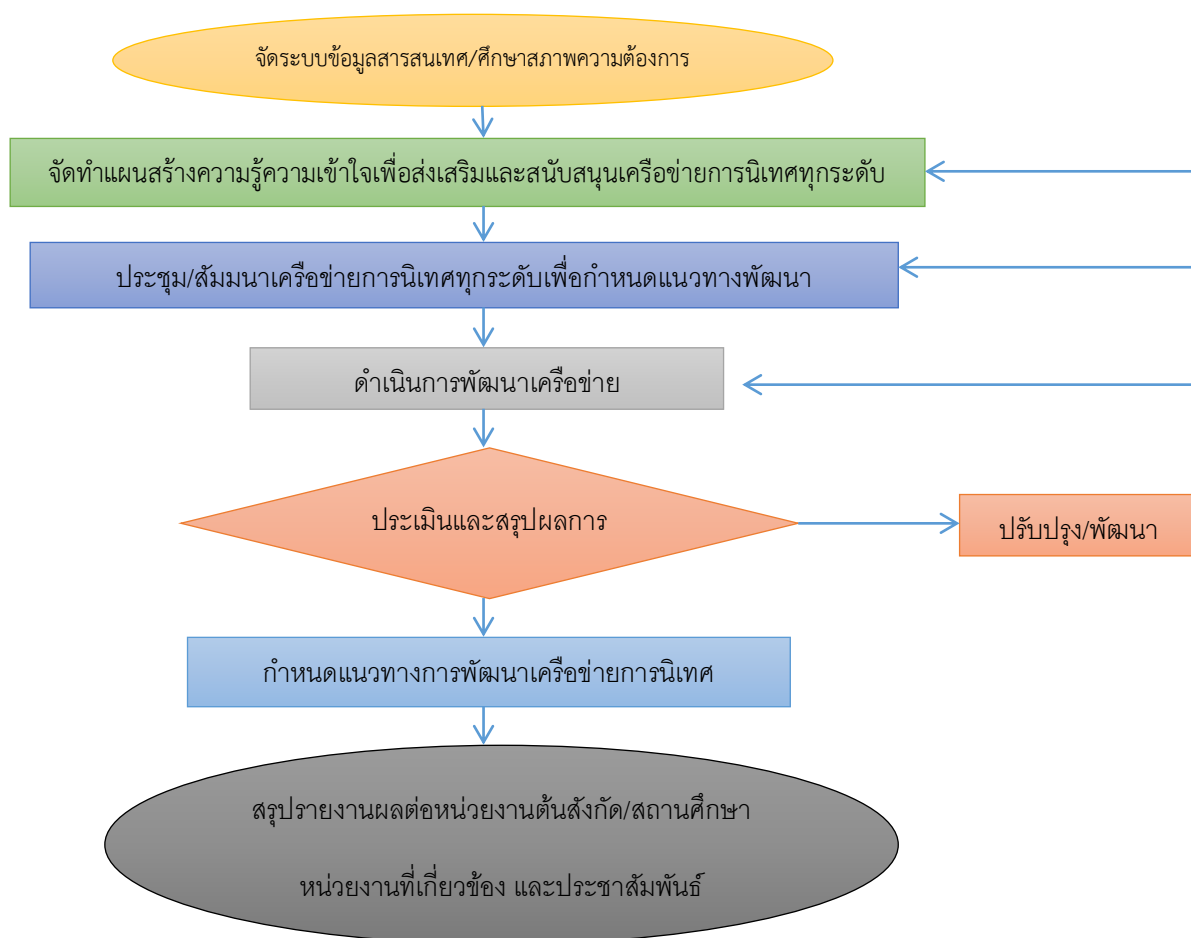 จัดระบบข้อมูลสารสนเทศ/ศึกษาสภาพความต้องการ
จัดทำแผนสร้างความรู้ความเข้าใจเพื่อส่งเสริมและสนับสนุนเครือข่ายการนิเทศทุกระดับ
ประชุม/สัมมนาเครือข่ายการนิเทศทุกระดับเพื่อกำหนดแนวทางพัฒนา
ดำเนินการพัฒนาเครือข่าย
ประเมินและสรุปผลการ
ปรับปรุง/พัฒนา
กำหนดแนวทางการพัฒนาเครือข่ายการนิเทศ
สรุปรายงานผลต่อหน่วยงานต้นสังกัด/สถานศึกษา
หน่วยงานที่เกี่ยวข้อง และประชาสัมพันธ์